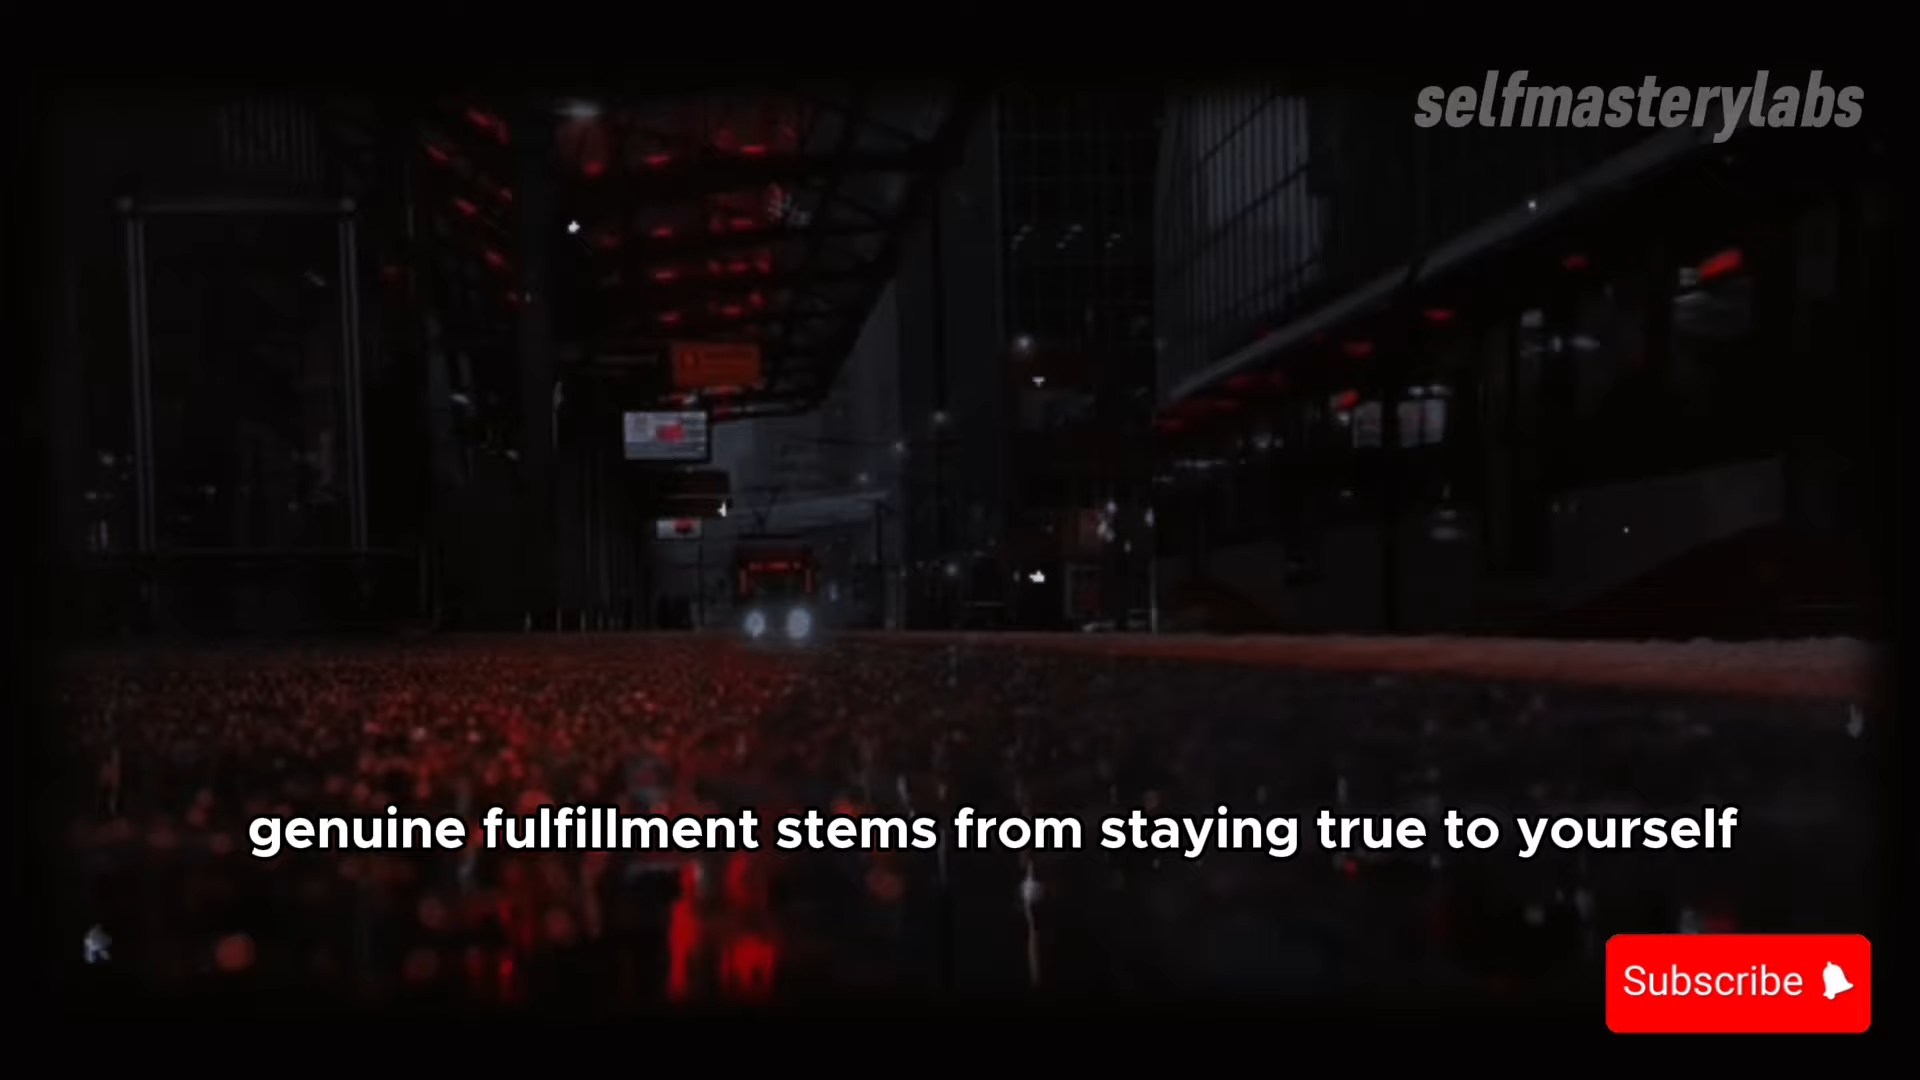 selfmasterylabs
genuine fulfillment stems from staying true to yourself
Subscribe